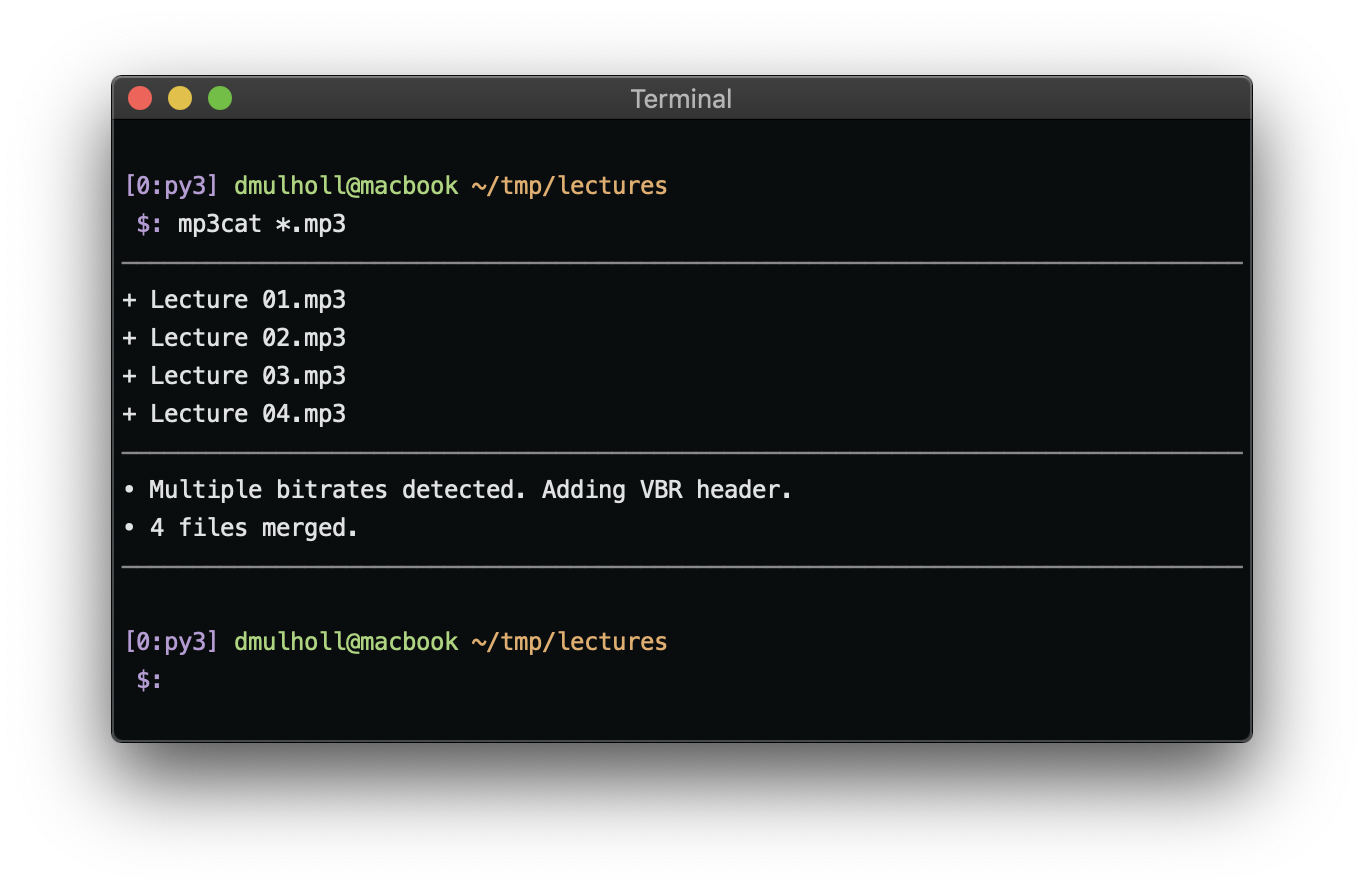 Terminal
[0:py3] dmulholl@macbook ~/tmp/lectures
$: mp3cat *.mp3
+ Lecture 01.mp3
+ Lecture 02.mp3
+ Lecture 03.mp3
+ Lecture 04.mp3
• Multiple bitrates detected. Adding VBR header.
• 4 files merged.
[0:py3] dmulholl@macbook ~/tmp/lectures
$: